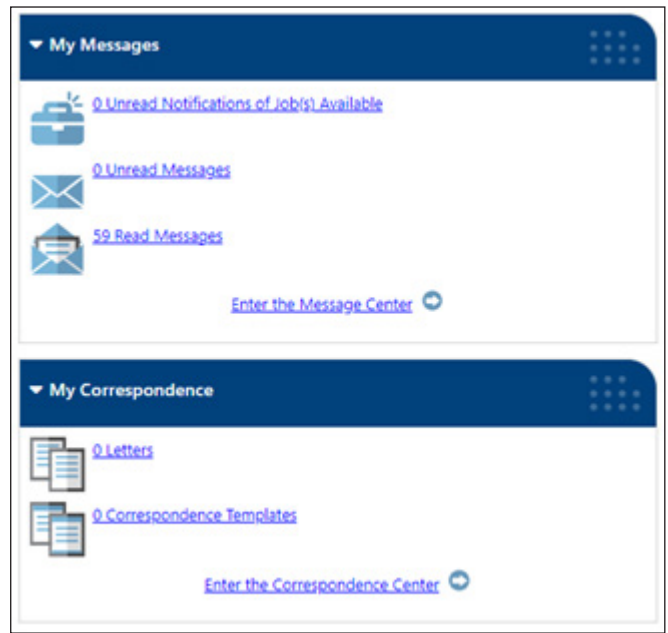 My Messages
0 Unread Notifications of Job(s) Available
0 Unread Messages
59 Read Messages
Enter the Message Center
My Correspondence
0 Letters
0 Correspondence Templates
Enter the Correspondence Center